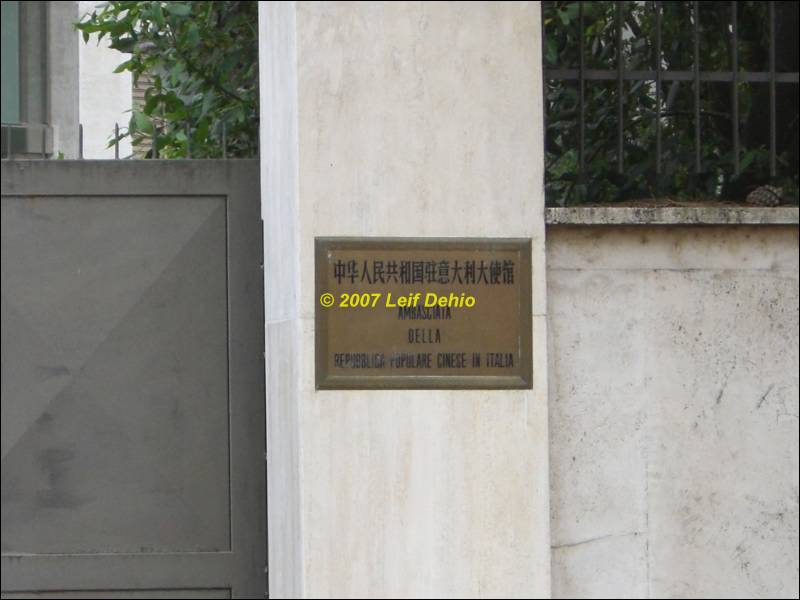 中华人民共和国驻意大利大使馆
© 2007 Leif Dehio
AMBASCIATA
DELLA
REPUBBLICA POPOLARE CINESE IN ITALIA